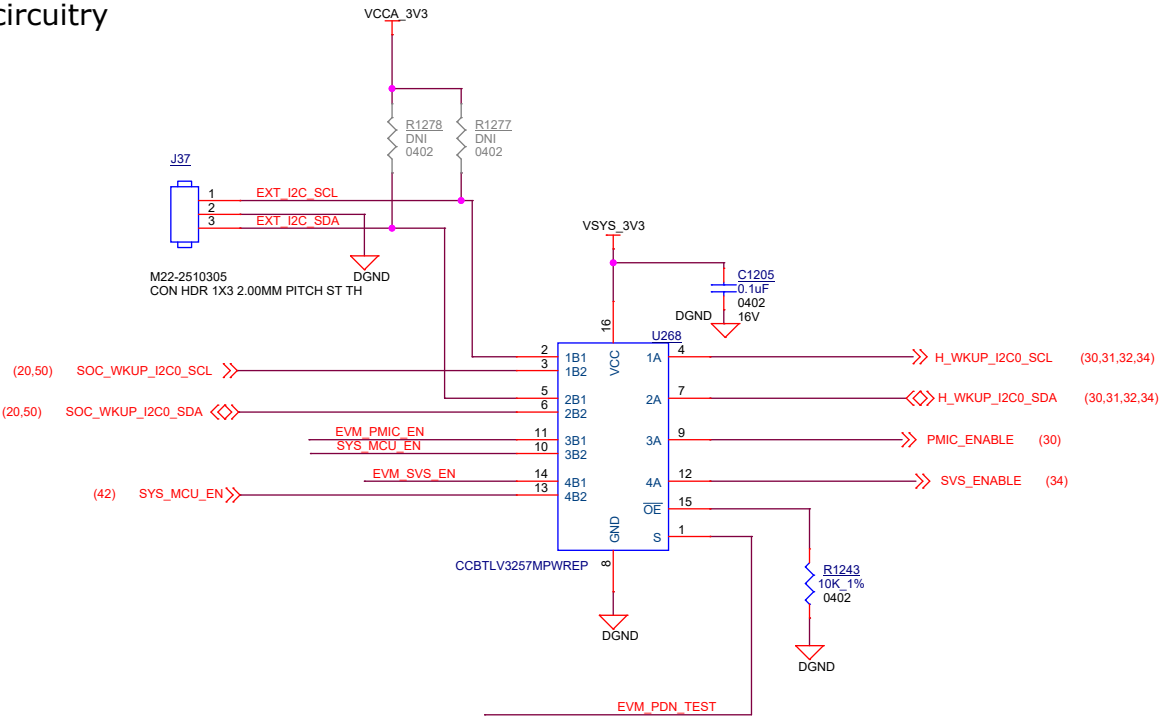 circuitry
VCCA_3V3
R1278
DNI
0402
R1277
DNI
0402
J37
1
2
3
EXT_I2C_SCL
EXT_I2C_SDA
M22-2510305
CON HDR 1X3 2.00MM PITCH ST TH
DGND
VSYS_3V3
C1205
0.1uF
0402
16V
DGND
16
U268
VCC
2 1B1 1A 4 H_WKUP_I2C0_SCL (30,31,32,34)
(20,50) SOC_WKUP_I2C0_SCL 3 1B2
5 2B1 2A 7 H_WKUP_I2C0_SDA (30,31,32,34)
(20,50) SOC_WKUP_I2C0_SDA 6 2B2
EVM_PMIC_EN 11 3B1 3A 9 PMIC_ENABLE (30)
SYS_MCU_EN 10 3B2
EVM_SVS_EN 14 4B1 4A 12 SVS_ENABLE (34)
(42) SYS_MCU_EN 13 4B2
OE 15
S 1
GND
8
CCBTLV3257MPWREP
R1243
10K_1%
0402
DGND
DGND
EVM_PDN_TEST